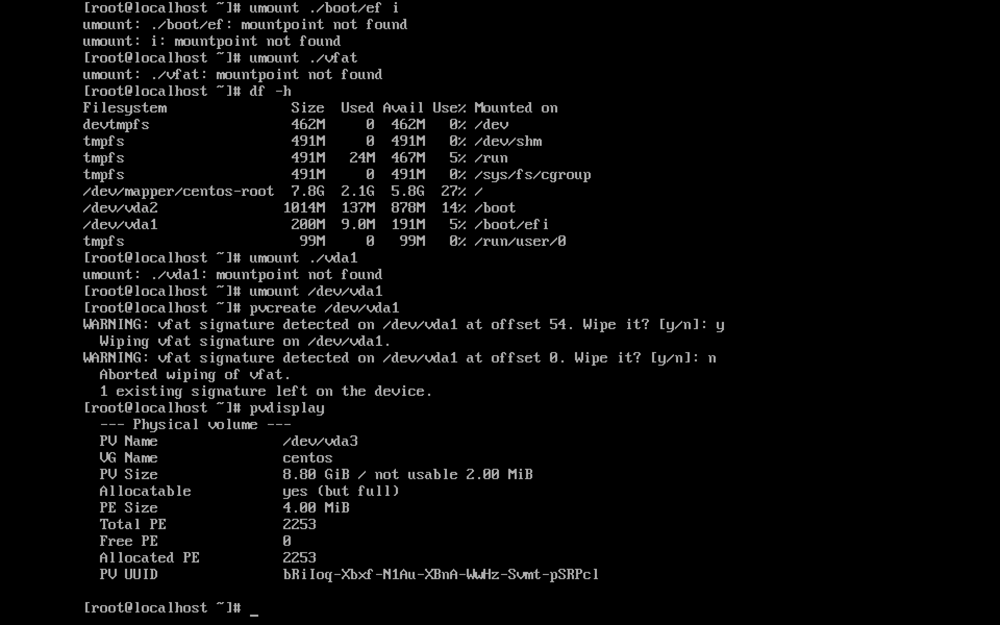 [root@localhost ~]# umount ./boot/ef i
umount: ./boot/ef: mountpoint not found
umount: i: mountpoint not found
[root@localhost ~]# umount ./vfat
umount: ./vfat: mountpoint not found
[root@localhost ~]# df -h
Filesystem               Size  Used Avail Use% Mounted on
devtmpfs                 462M     0  462M   0% /dev
tmpfs                    491M     0  491M   0% /dev/shm
tmpfs                    491M   24M  467M   5% /run
tmpfs                    491M     0  491M   0% /sys/fs/cgroup
/dev/mapper/centos-root  7.8G  2.1G  5.8G  27% /
/dev/vda2               1014M  137M  878M  14% /boot
/dev/vda1                200M  9.0M  191M   5% /boot/efi
tmpfs                     99M     0   99M   0% /run/user/0
[root@localhost ~]# umount ./vda1
umount: ./vda1: mountpoint not found
[root@localhost ~]# umount /dev/vda1
[root@localhost ~]# pvcreate /dev/vda1
WARNING: vfat signature detected on /dev/vda1 at offset 54. Wipe it? [y/n]: y
  Wiping vfat signature on /dev/vda1.
WARNING: vfat signature detected on /dev/vda1 at offset 0. Wipe it? [y/n]: n
  Aborted wiping of vfat.
  1 existing signature left on the device.
[root@localhost ~]# pvdisplay
  --- Physical volume ---
  PV Name               /dev/vda3
  VG Name               centos
  PV Size               8.80 GiB / not usable 2.00 MiB
  Allocatable           yes (but full)
  PE Size               4.00 MiB
  Total PE              2253
  Free PE               0
  Allocated PE          2253
  PV UUID               bRiIoq-Xbxf-N1Au-XBnA-WwHz-Svmt-pSRPcl
[root@localhost ~]# _